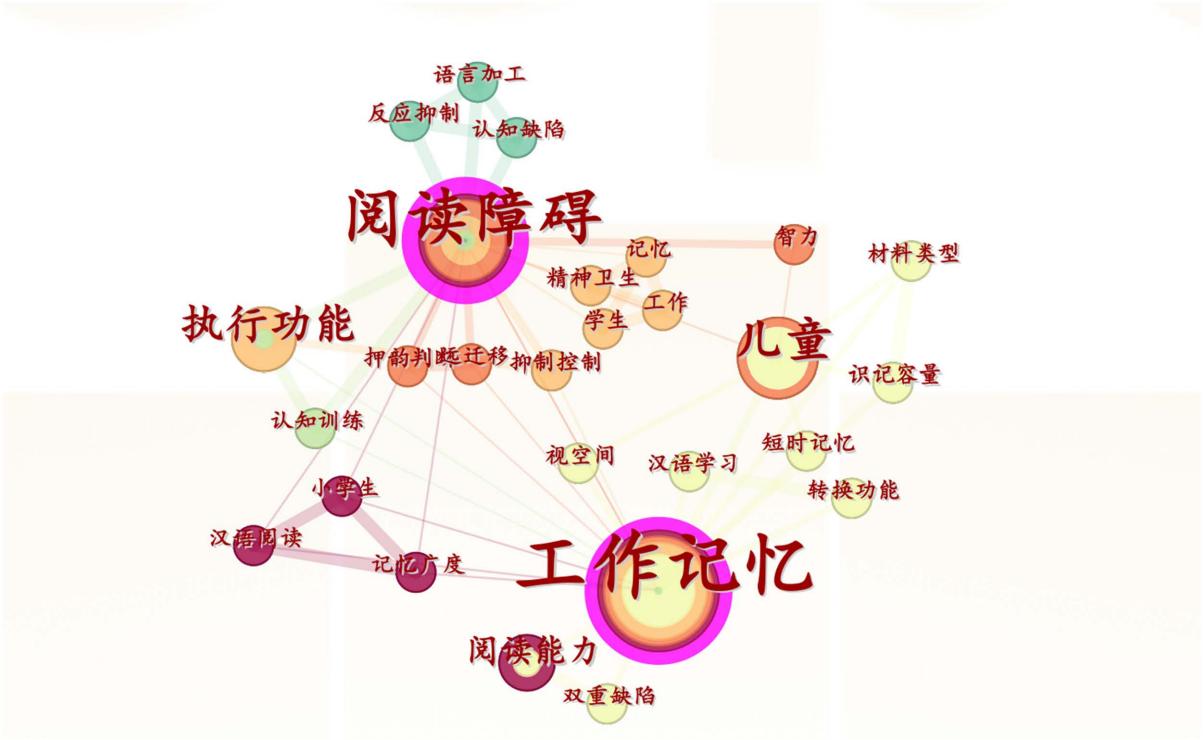 语言加工
反应抑制
认知缺陷
阅读障碍
智力
记忆
材料类型
精神卫生
工作
学生
执行功能
儿童
押韵判断
远迁移
抑制控制
识记容量
认知训练
短时记忆
视空间
汉语学习
小学生
转换功能
汉语阅读
记忆广度
工作记忆
阅读能力
双重缺陷